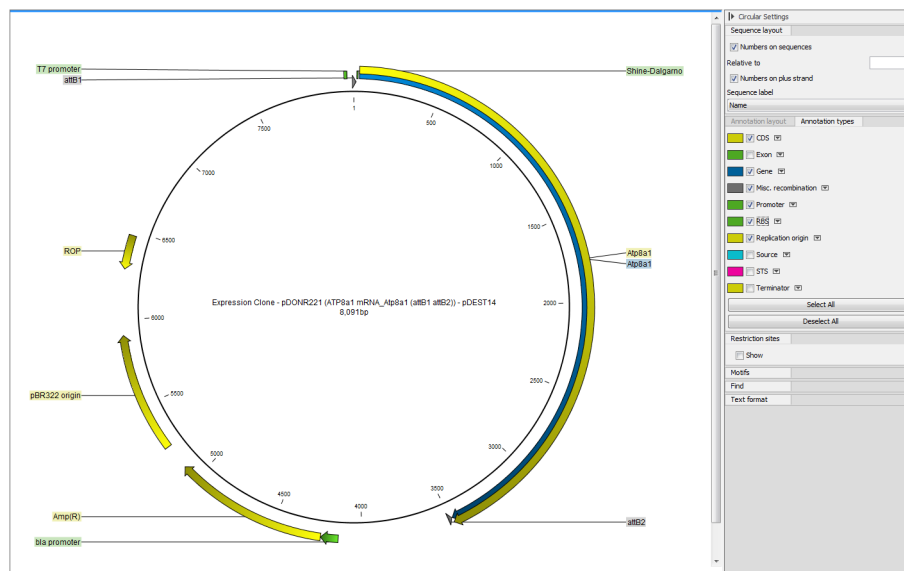 T7 promoter
attB1
Shine-Dalgarno
1
500
1000
1500
2000
2500
3000
3500
4000
4500
5000
5500
6000
6500
7000
7500
Atp8a1
Atp8a1
Expression Clone - pDONR221 (ATP8a1 mRNA_Atp8a1 (attB1 attB2)) - pDEST14
8,091bp
ROP
pBR322 origin
Amp(R)
bla promoter
attB2
Circular Settings
Sequence layout
Numbers on sequences
Relative to
Numbers on plus strand
Sequence label
Name
Annotation layout Annotation types
CDS
Exon
Gene
Misc. recombination
Promoter
RBS
Replication origin
Source
STS
Terminator
Select All
Deselect All
Restriction sites
Show
Motifs
Find
Text format